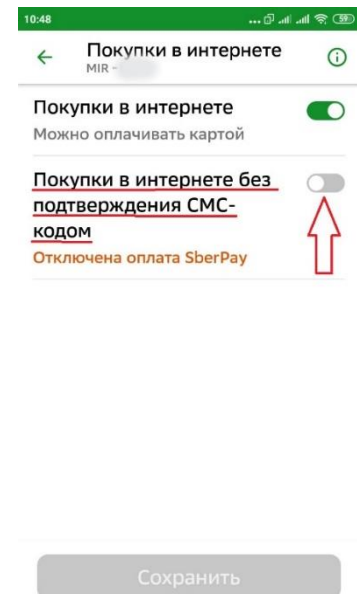 10:48 ... 59
Покупки в интернете
MIR -
Покупки в интернете
Можно оплачивать картой
Покупки в интернете без
подтверждения СМС-
кодом
Отключена оплата SberPay
Сохранить